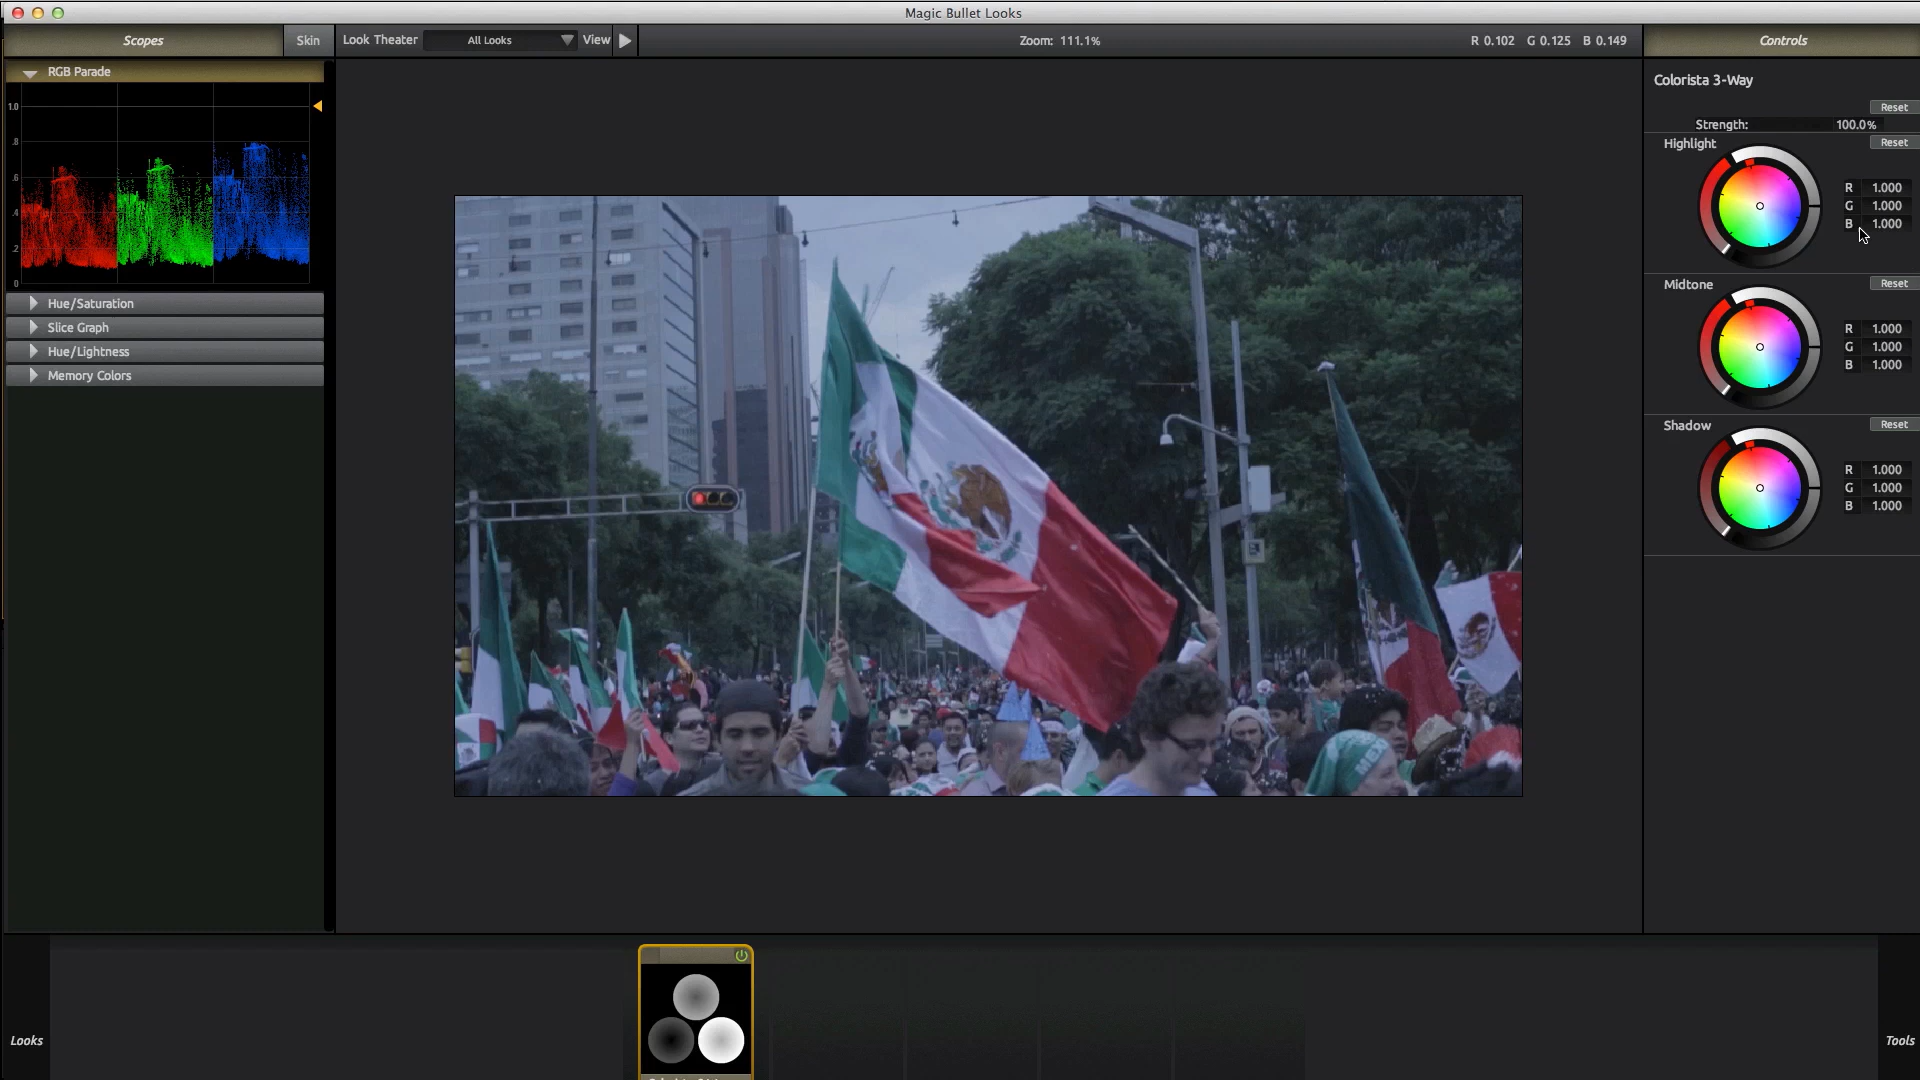 Magic Bullet Looks
Scopes
Skin
Look Theater
All Looks
View
Zoom: 111.1%
R 0.102 G 0.125 B 0.149
Controls
RGB Parade
1.0
.8
.6
.4
.2
0
Hue/Saturation
Slice Graph
Hue/Lightness
Memory Colors
Colorista 3-Way
Reset
Strength: 100.0%
Highlight
Reset
R 1.000
G 1.000
B 1.000
Midtone
Reset
R 1.000
G 1.000
B 1.000
Shadow
Reset
R 1.000
G 1.000
B 1.000
Looks
Tools